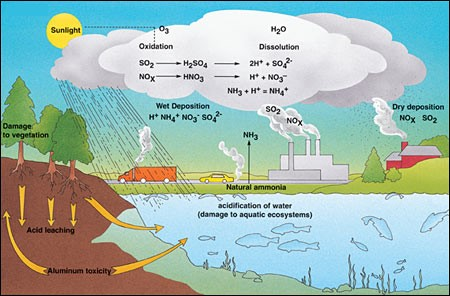 Sunlight
O3
H2O
Oxidation
Dissolution
SO2 → H2SO4 → 2H+ + SO42-
NOX → HNO3 → H+ + NO3-
NH3 + H+ = NH4+
Wet Deposition
H+ NH4+ NO3- SO42-
SO2
NOX
Dry deposition
NOX SO2
Damage
to vegetation
NH3
Natural ammonia
acidification of water
(damage to aquatic ecosystems)
Acid leaching
Aluminum toxicity